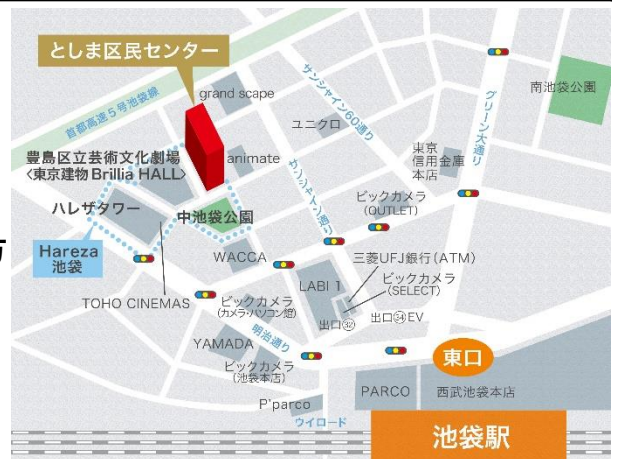 としま区民センター
首都高速5号池袋線
grand scape
サンシャイン60通り
ユニクロ
グリーン大通り
南池袋公園
豊島区立芸術文化劇場
〈東京建物 Brillia HALL〉
animate
サンシャイン通り
東京
信用金庫
本店
ハレザタワー
中池袋公園
ビックカメラ
(OUTLET)
方
Hareza
池袋
WACCA
三菱UFJ銀行(ATM)
ビックカメラ
(SELECT)
LABI 1
TOHO CINEMAS
ビックカメラ
(カメラ・パソコン館)
出口㉜
出口㉞EV
YAMADA
明治通り
ビックカメラ
(池袋本店)
東口
P'parco
PARCO
西武池袋本店
ウイロード
池袋駅